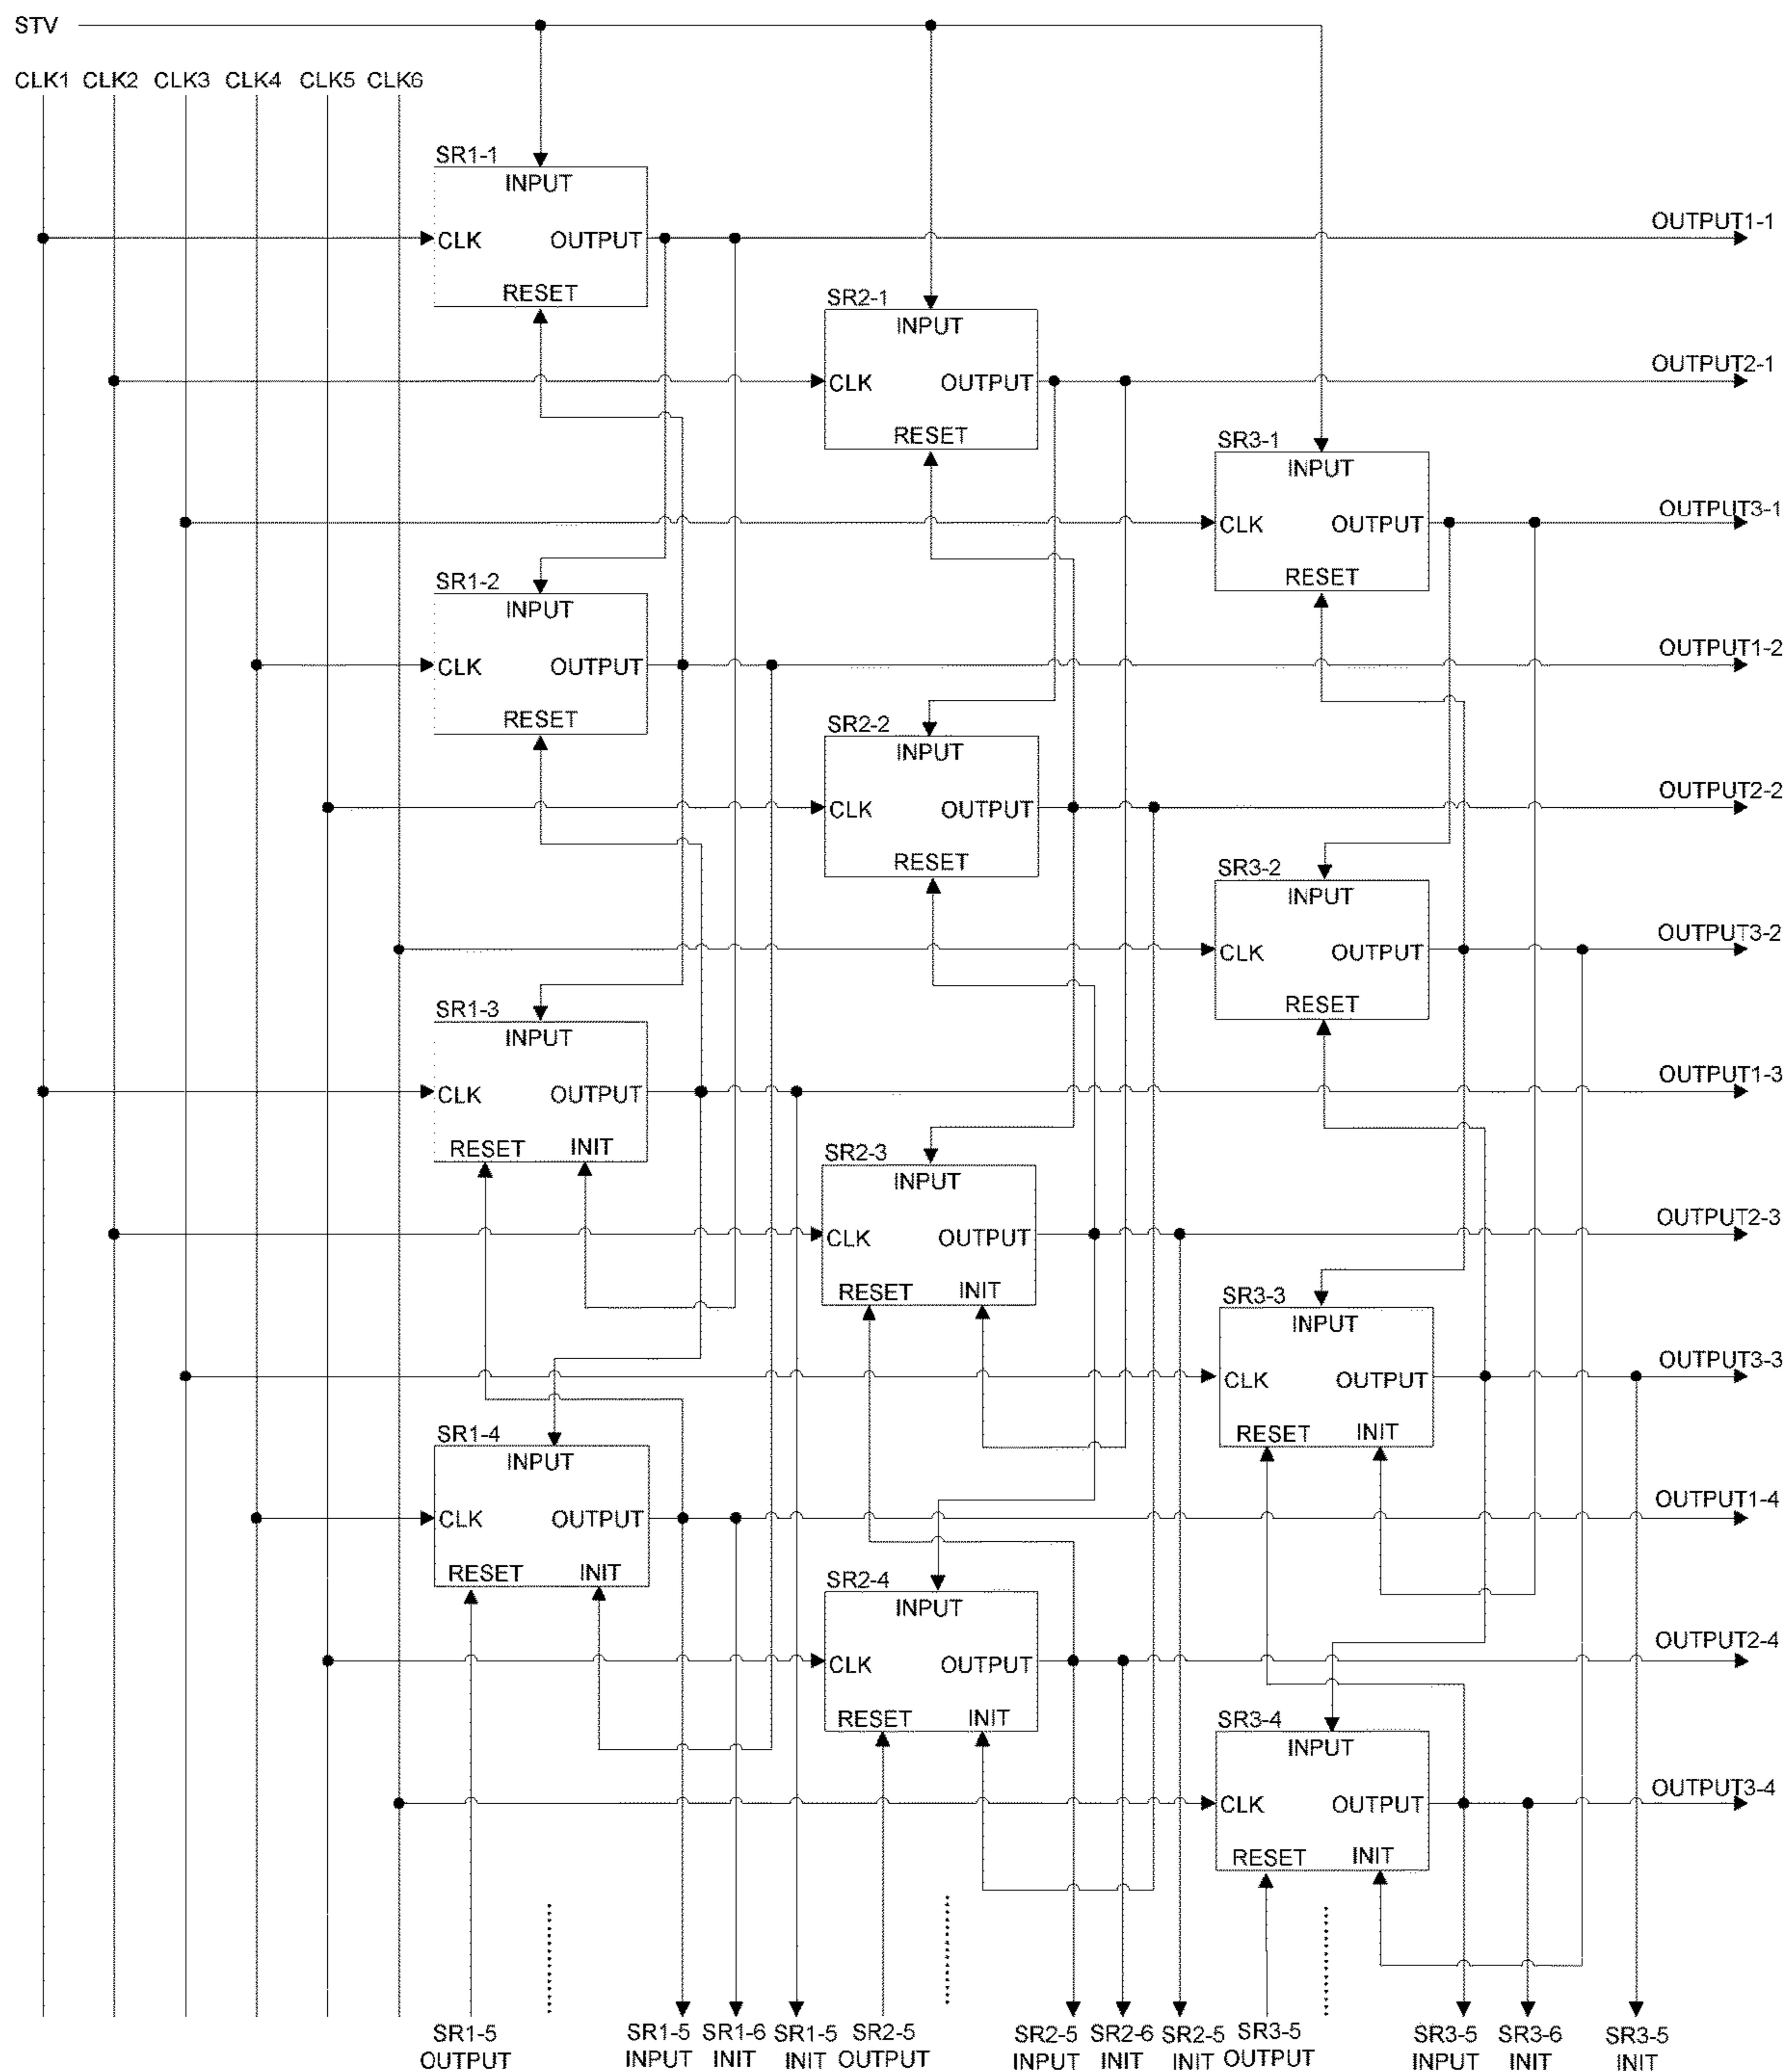 STV
CLK1 CLK2 CLK3 CLK4 CLK5 CLK6
SR1-1
INPUT
CLK OUTPUT
RESET
OUTPUT1-1
SR2-1
INPUT
CLK OUTPUT
RESET
OUTPUT2-1
SR3-1
INPUT
CLK OUTPUT
RESET
OUTPUT3-1
SR1-2
INPUT
CLK OUTPUT
RESET
OUTPUT1-2
SR2-2
INPUT
CLK OUTPUT
RESET
OUTPUT2-2
SR3-2
INPUT
CLK OUTPUT
RESET
OUTPUT3-2
SR1-3
INPUT
CLK OUTPUT
RESET INIT
OUTPUT1-3
SR2-3
INPUT
CLK OUTPUT
RESET INIT
OUTPUT2-3
SR3-3
INPUT
CLK OUTPUT
RESET INIT
OUTPUT3-3
SR1-4
INPUT
CLK OUTPUT
RESET INIT
OUTPUT1-4
SR2-4
INPUT
CLK OUTPUT
RESET INIT
OUTPUT2-4
SR3-4
INPUT
CLK OUTPUT
RESET INIT
OUTPUT3-4
SR1-5 SR1-5 SR1-6 SR1-5 SR2-5 SR2-5 SR2-6 SR2-5 SR3-5 SR3-5 SR3-6 SR3-5
OUTPUT INPUT INIT INIT OUTPUT INPUT INIT INIT OUTPUT INPUT INIT INIT